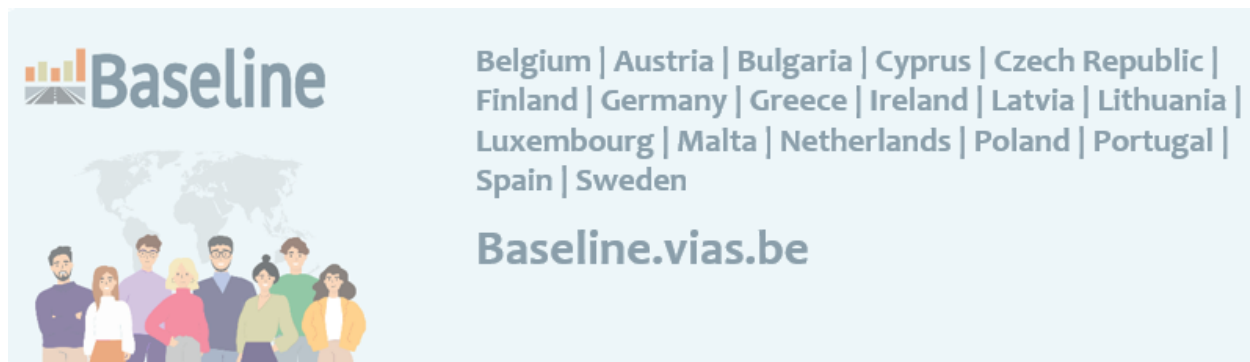 Baseline
Belgium | Austria | Bulgaria | Cyprus | Czech Republic |
Finland | Germany | Greece | Ireland | Latvia | Lithuania |
Luxembourg | Malta | Netherlands | Poland | Portugal |
Spain | Sweden
Baseline.vias.be